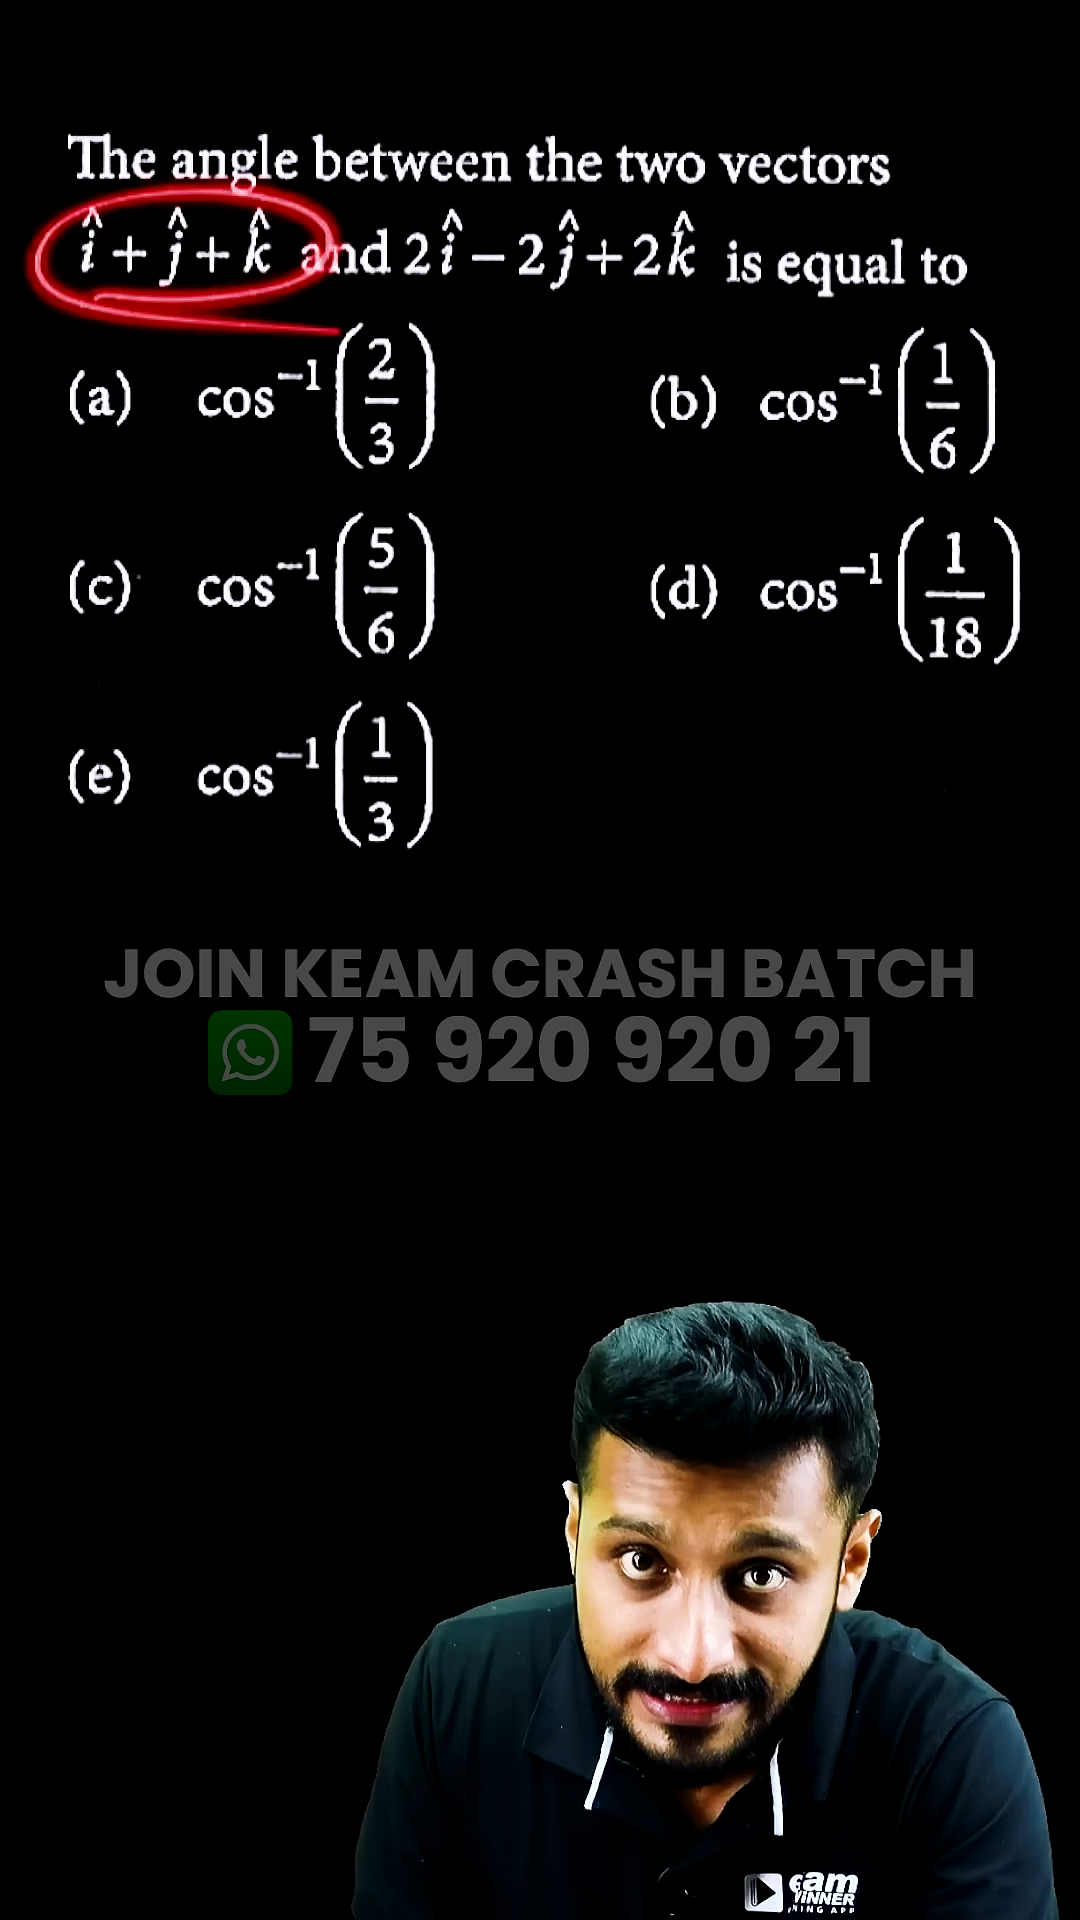 The angle between the two vectors
î + ĵ + k̂ and 2î − 2ĵ + 2k̂ is equal to
(a) cos⁻¹(2/3) (b) cos⁻¹(1/6)
(c) cos⁻¹(5/6) (d) cos⁻¹(1/18)
(e) cos⁻¹(1/3)
JOIN KEAM CRASH BATCH
75 920 920 21
WINNER